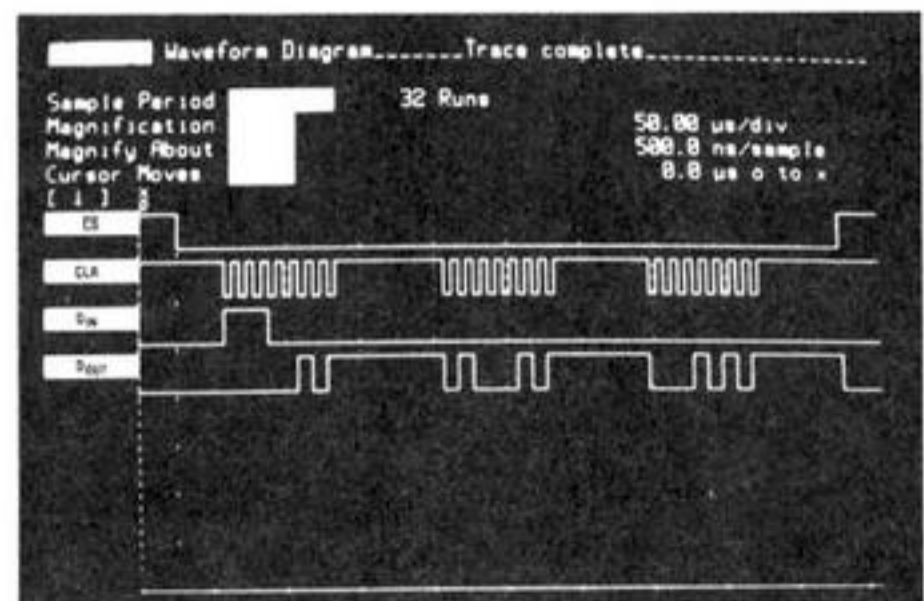 Waveform Diagram......Trace complete................
Sample Period 32 Runs
Magnification 50.00 µs/div
Magnify About 500.0 ns/sample
Cursor Moves 0.0 µs o to x
[ ↓ ]
CS
CLK
DIN
DOUT